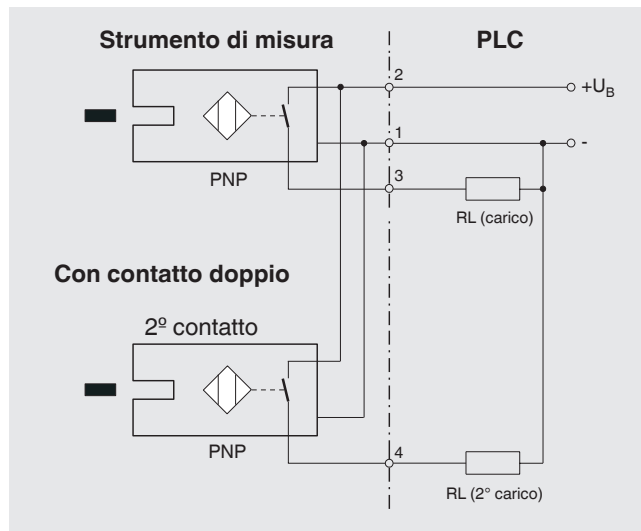 Strumento di misura
PLC
2
+UB
1
-
3
PNP
RL (carico)
Con contatto doppio
2º contatto
PNP
4
RL (2° carico)